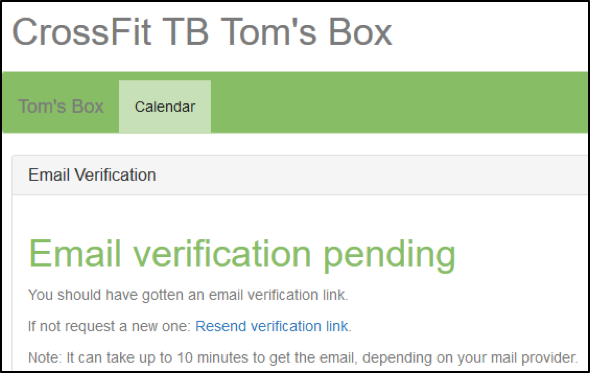 CrossFit TB Tom's Box
Tom's Box Calendar
Email Verification
Email verification pending
You should have gotten an email verification link.
If not request a new one: Resend verification link.
Note: It can take up to 10 minutes to get the email, depending on your mail provider.